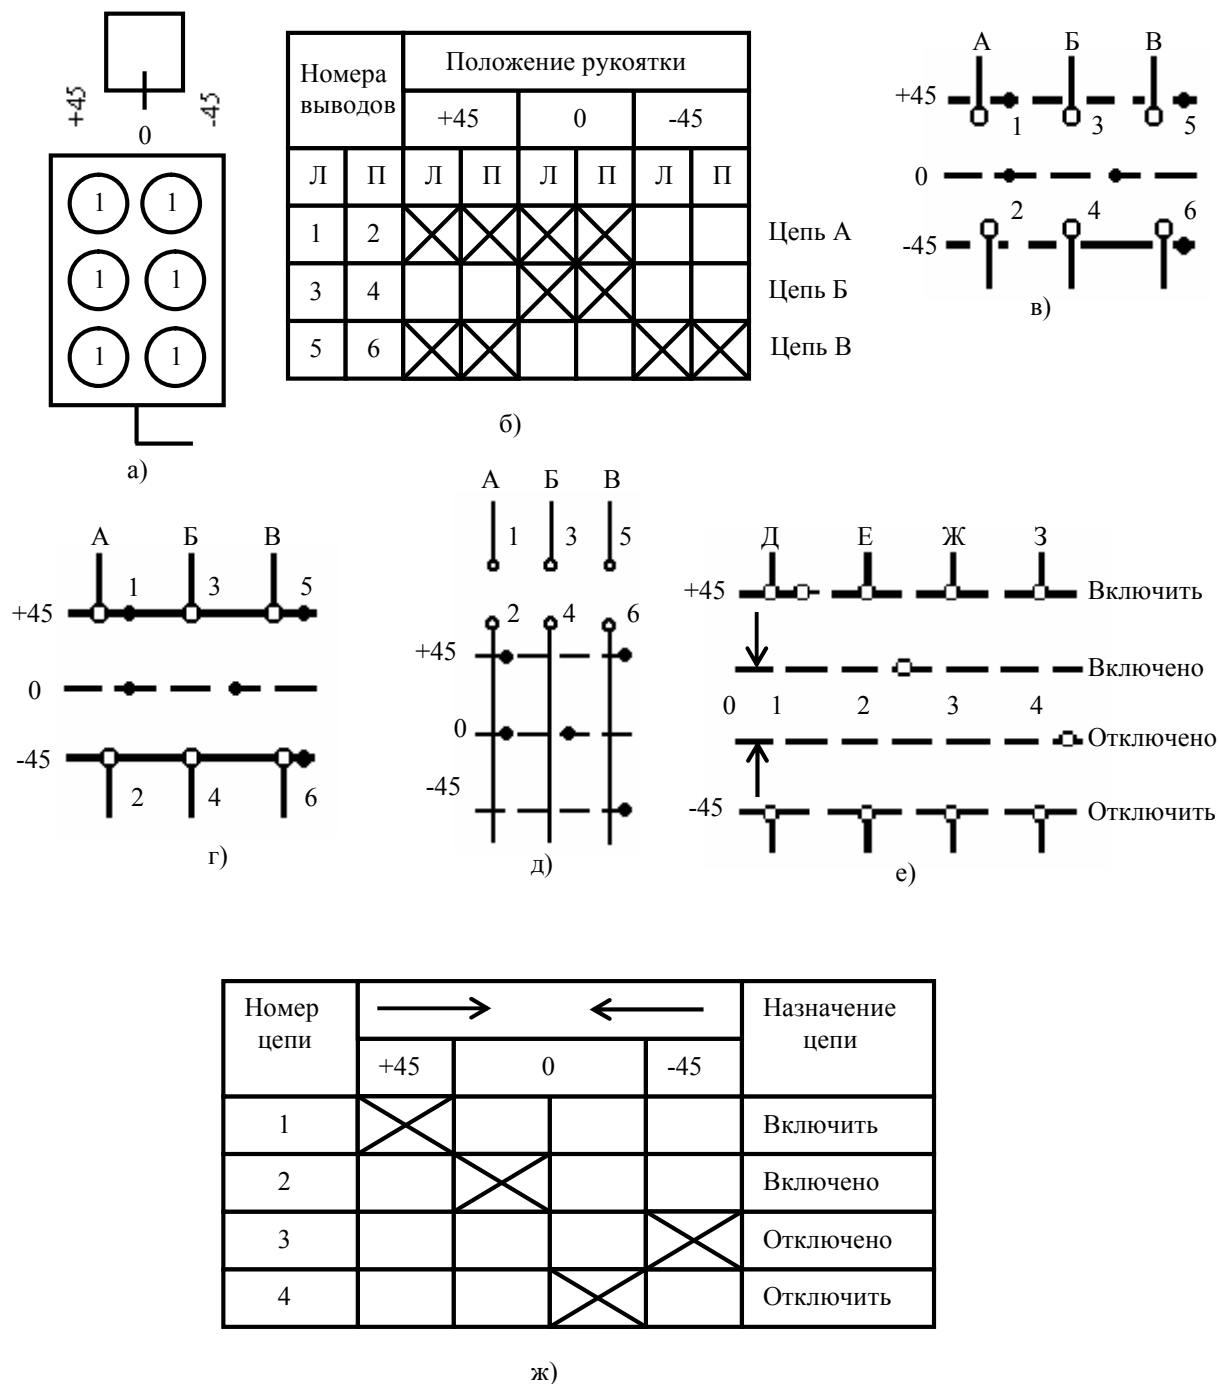 +45
-45
0
1 1
1 1
1 1
а)
Номера выводов
Положение рукоятки
+45 0 -45
Л П Л П Л П Л П
1 2 Цепь А
3 4 Цепь Б
5 6 Цепь В
б)
А Б В
+45
1 3 5
0
2 4 6
-45
в)
А Б В
1 3 5
+45
0
-45
2 4 6
г)
А Б В
1 3 5
2 4 6
+45
0
-45
д)
Д Е Ж З
+45 Включить
Включено
0 1 2 3 4
Отключено
-45 Отключить
е)
Номер цепи
Назначение цепи
+45 0 -45
1 Включить
2 Включено
3 Отключено
4 Отключить
ж)